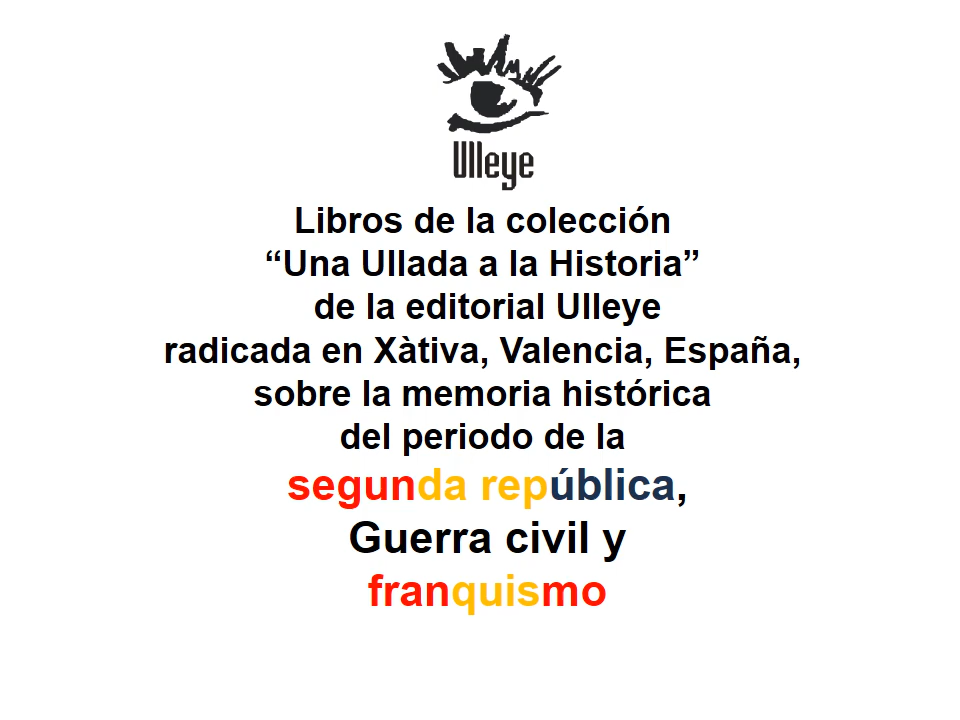 Ulleye
Libros de la colección
“Una Ullada a la Historia”
de la editorial Ulleye
radicada en Xàtiva, Valencia, España,
sobre la memoria histórica
del periodo de la
segunda república,
Guerra civil y
franquismo